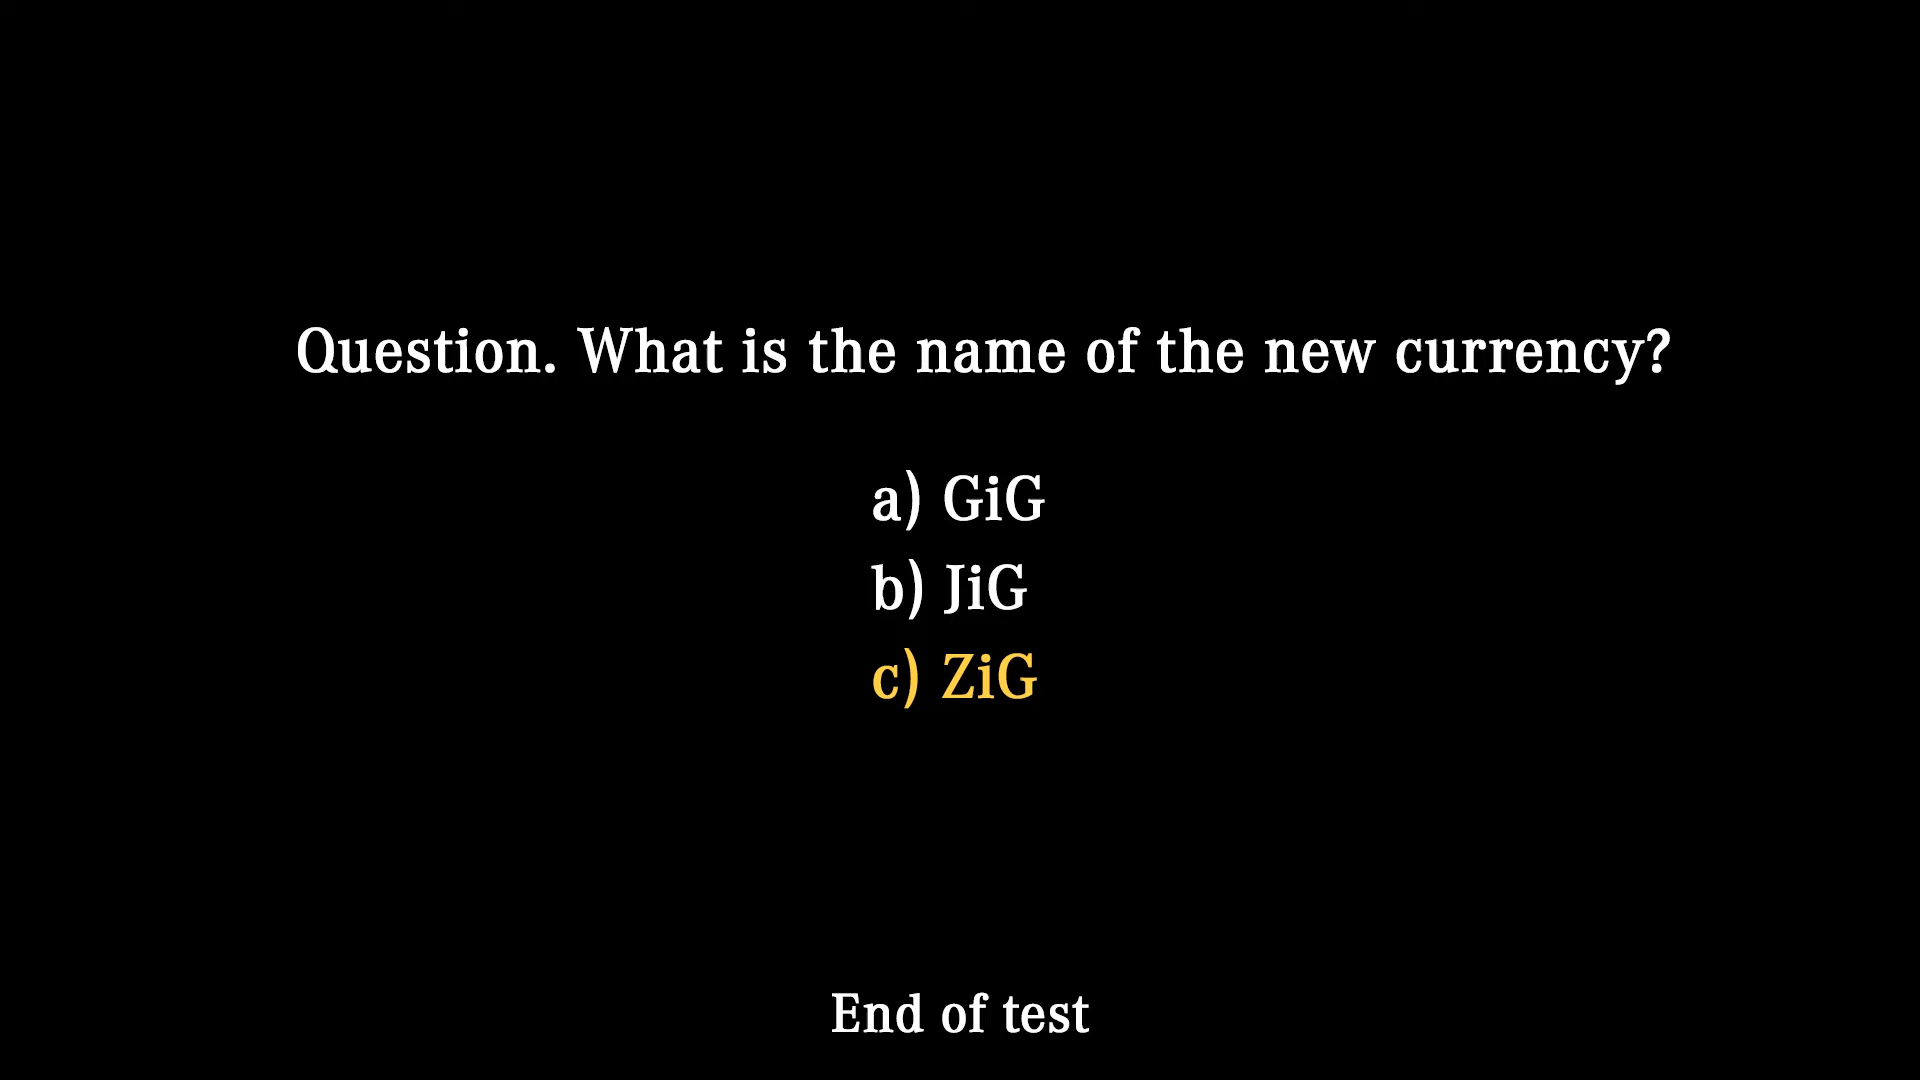 Question. What is the name of the new currency?
a) GiG
b) JiG
c) ZiG
End of test